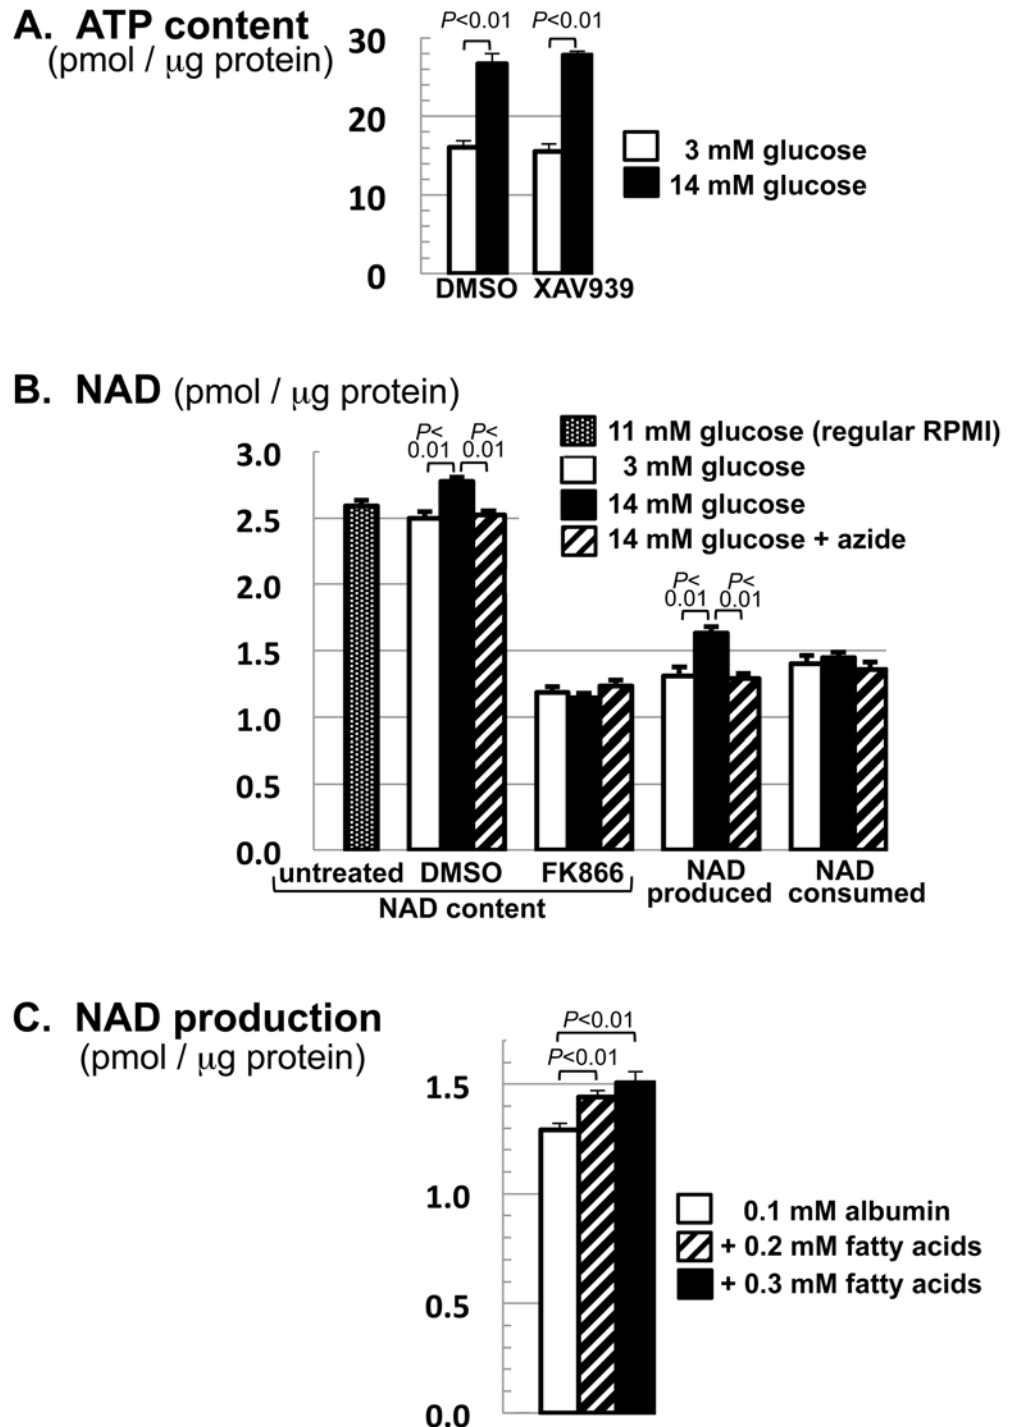 A. ATP content
(pmol / μg protein)
P<0.01 P<0.01
30
20
10
0
DMSO XAV939
3 mM glucose
14 mM glucose
B. NAD (pmol / μg protein)
P<
0.01
P<
0.01
11 mM glucose (regular RPMI)
3 mM glucose
14 mM glucose
14 mM glucose + azide
3.0
2.5
2.0
1.5
1.0
0.5
0.0
P<
0.01
P<
0.01
untreated DMSO FK866
NAD content
NAD
produced
NAD
consumed
C. NAD production
(pmol / μg protein)
P<0.01
P<0.01
1.5
1.0
0.5
0.0
0.1 mM albumin
+ 0.2 mM fatty acids
+ 0.3 mM fatty acids